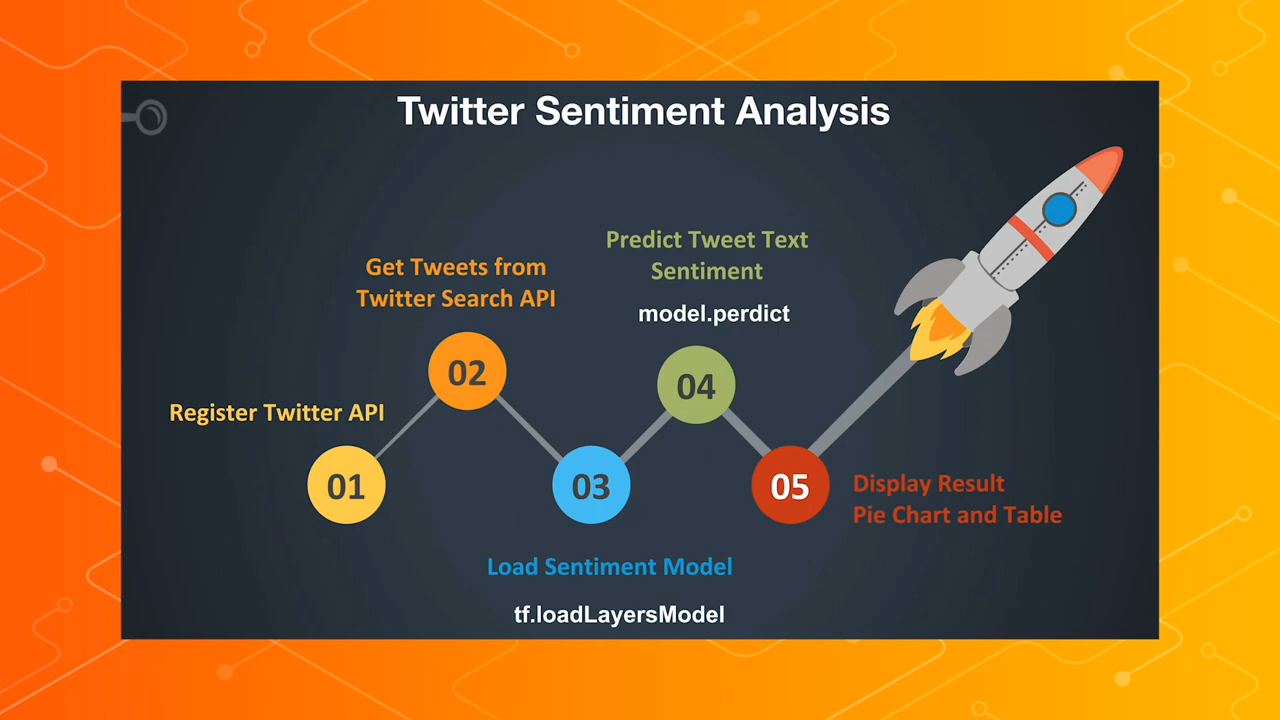 Twitter Sentiment Analysis
Register Twitter API
01
Get Tweets from
Twitter Search API
02
03
Load Sentiment Model
tf.loadLayersModel
Predict Tweet Text
Sentiment
model.perdict
04
05
Display Result
Pie Chart and Table